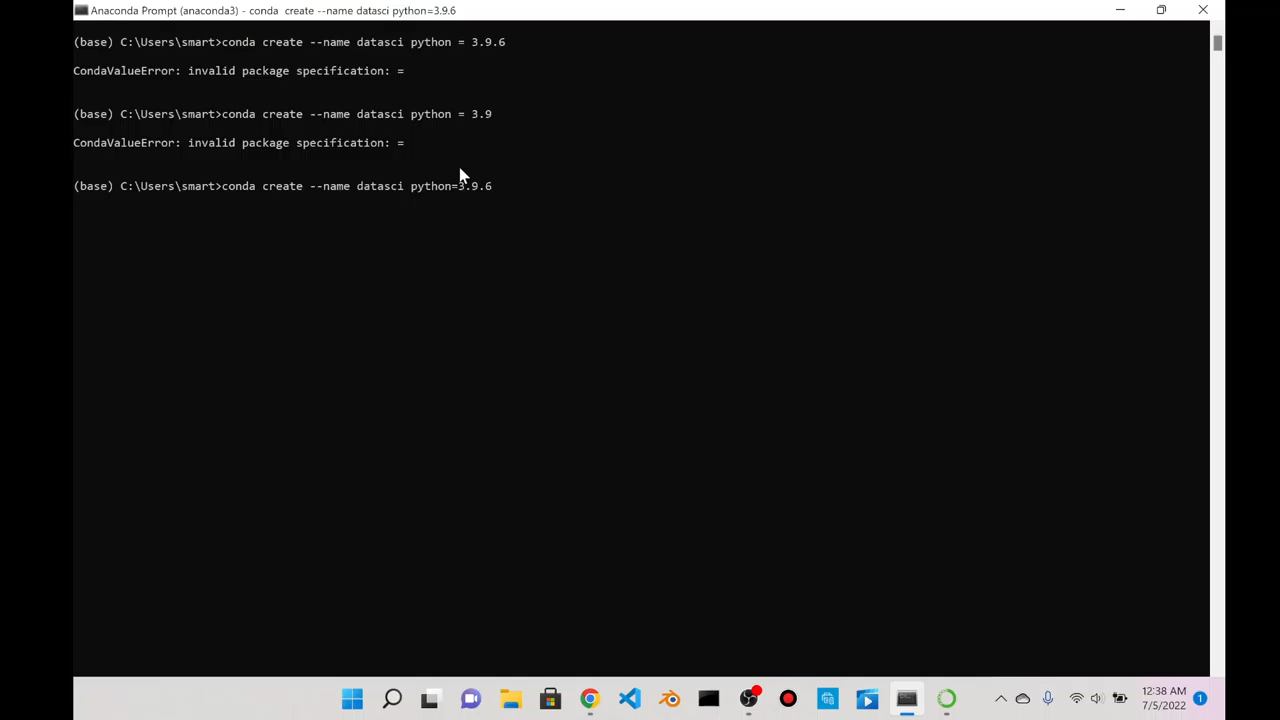 Anaconda Prompt (anaconda3) - conda  create --name datasci python=3.9.6
(base) C:\Users\smart>conda create --name datasci python = 3.9.6
CondaValueError: invalid package specification: =
(base) C:\Users\smart>conda create --name datasci python = 3.9
CondaValueError: invalid package specification: =
(base) C:\Users\smart>conda create --name datasci python=3.9.6
12:38 AM
7/5/2022
1